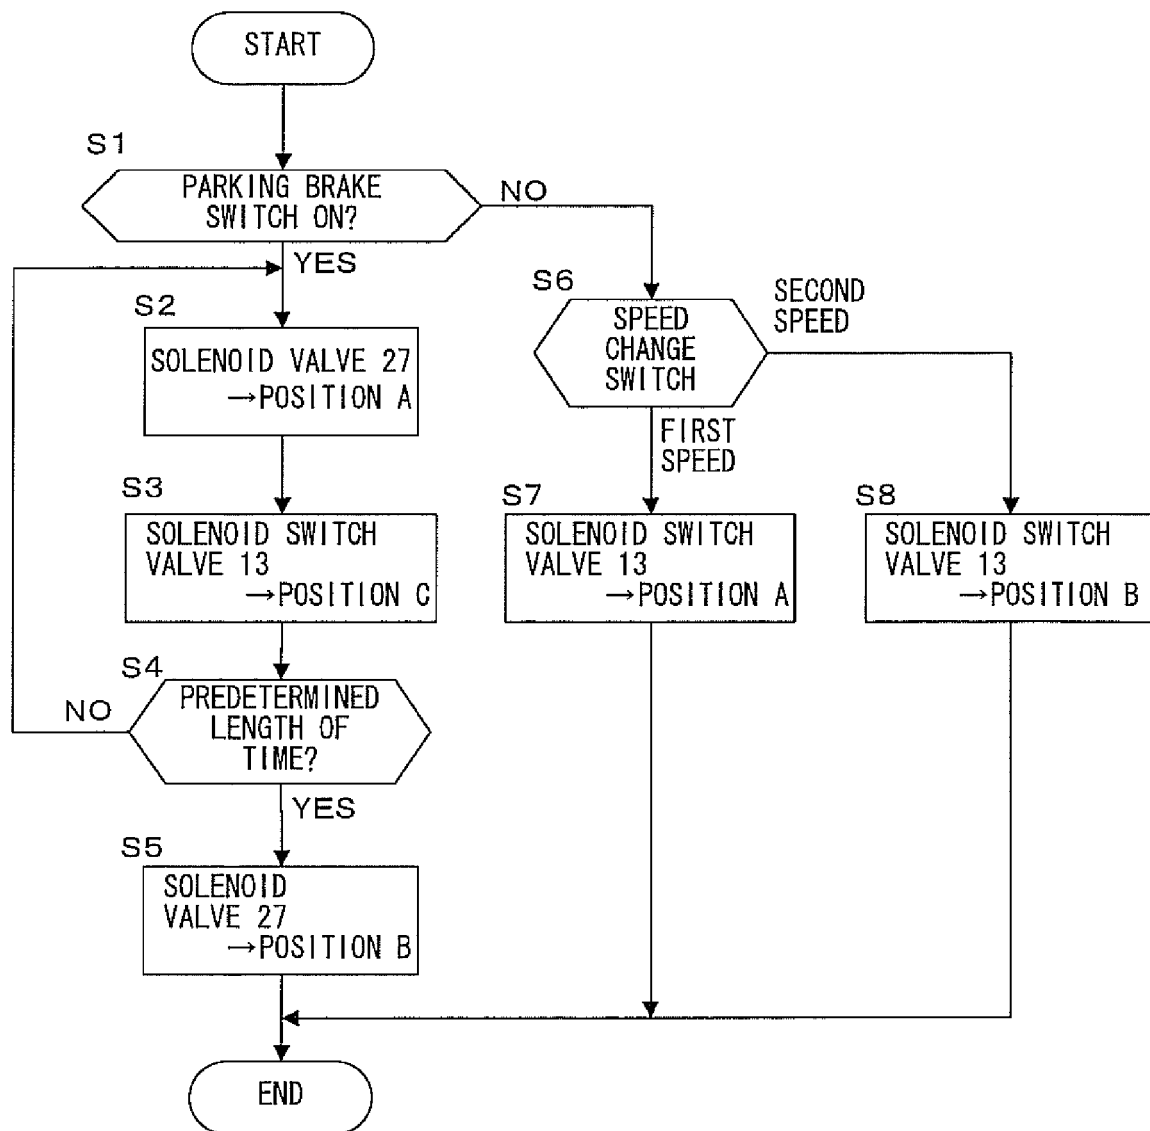 START
S1
PARKING BRAKE
SWITCH ON?
NO
YES
S2
SOLENOID VALVE 27
→POSITION A
S3
SOLENOID SWITCH
VALVE 13
→POSITION C
S4
PREDETERMINED
LENGTH OF
TIME?
NO
YES
S5
SOLENOID
VALVE 27
→POSITION B
S6
SPEED
CHANGE
SWITCH
SECOND
SPEED
FIRST
SPEED
S7
SOLENOID SWITCH
VALVE 13
→POSITION A
S8
SOLENOID SWITCH
VALVE 13
→POSITION B
END